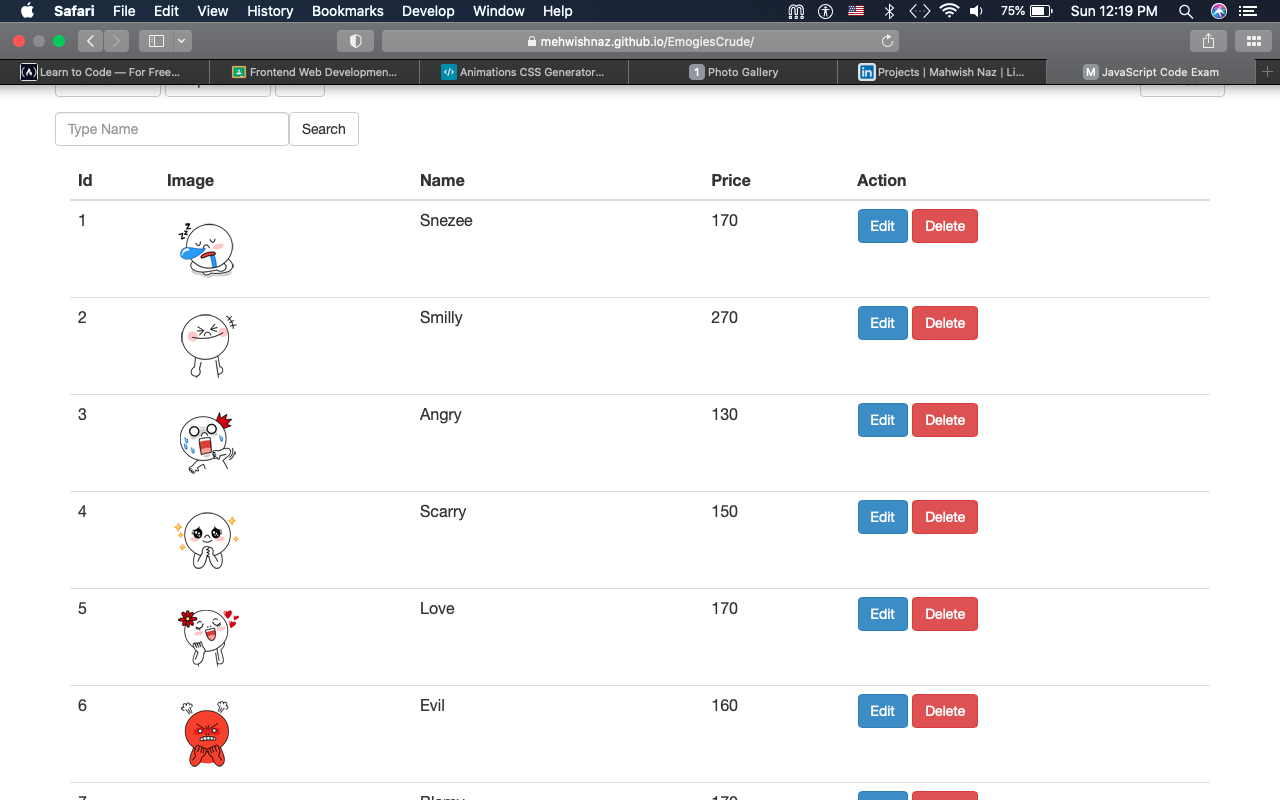 Safari File Edit View History Bookmarks Develop Window Help 75% Sun 12:19 PM
mehwishnaz.github.io/EmogiesCrude/
(A) Learn to Code — For Free... Frontend Web Developmen... </> Animations CSS Generator... 1 Photo Gallery in Projects | Mahwish Naz | Li... M JavaScript Code Exam
Type Name Search
Id Image Name Price Action
1 zzz Snezee 170 Edit Delete
2 Smilly 270 Edit Delete
3 Angry 130 Edit Delete
4 Scarry 150 Edit Delete
5 Love 170 Edit Delete
6 Evil 160 Edit Delete